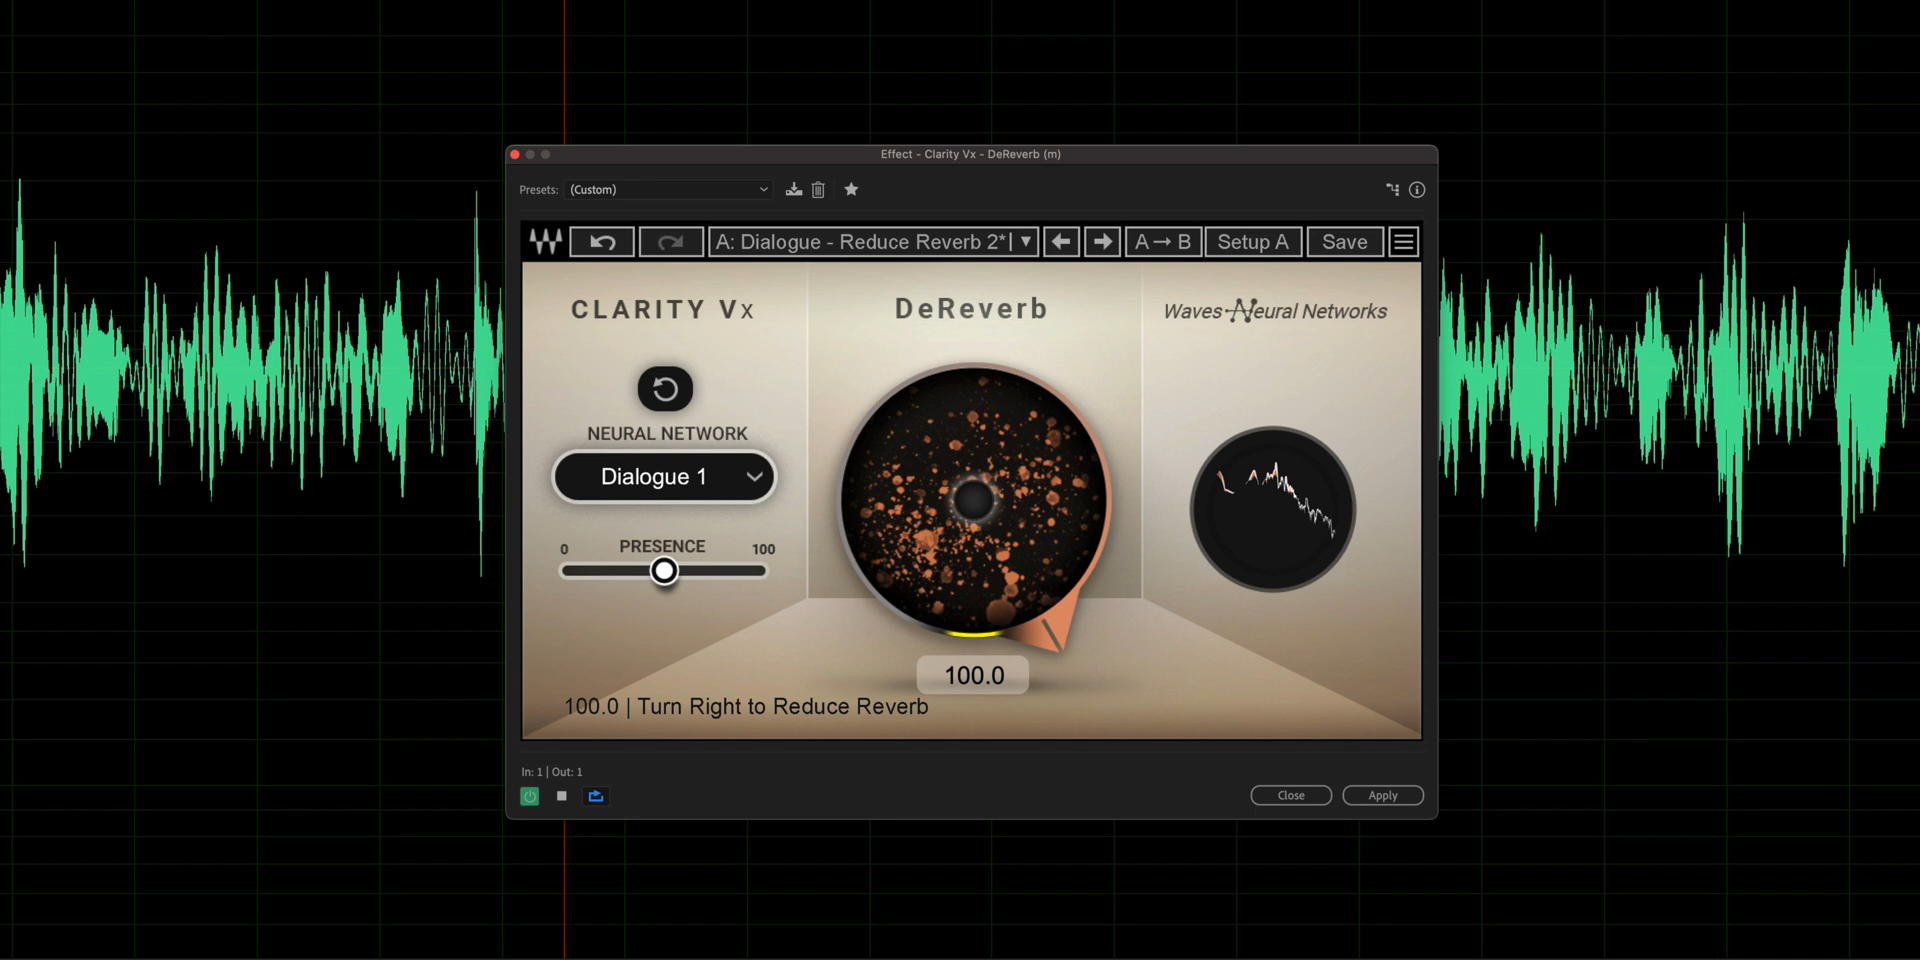 Effect - Clarity Vx - DeReverb (m)
Presets: (Custom)
A: Dialogue - Reduce Reverb 2*
A→B
Setup A
Save
CLARITY Vx
DeReverb
Waves Neural Networks
NEURAL NETWORK
Dialogue 1
0 PRESENCE 100
100.0
100.0 | Turn Right to Reduce Reverb
In: 1 | Out: 1
Close
Apply